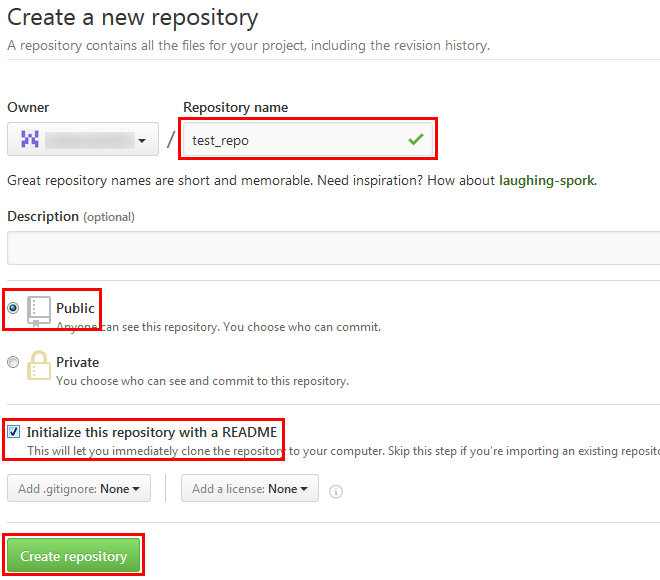 Create a new repository
A repository contains all the files for your project, including the revision history.
Owner Repository name
/ test_repo
Great repository names are short and memorable. Need inspiration? How about laughing-spork.
Description (optional)
Public
Anyone can see this repository. You choose who can commit.
Private
You choose who can see and commit to this repository.
Initialize this repository with a README
This will let you immediately clone the repository to your computer. Skip this step if you're importing an existing reposito
Add .gitignore: None Add a license: None
Create repository